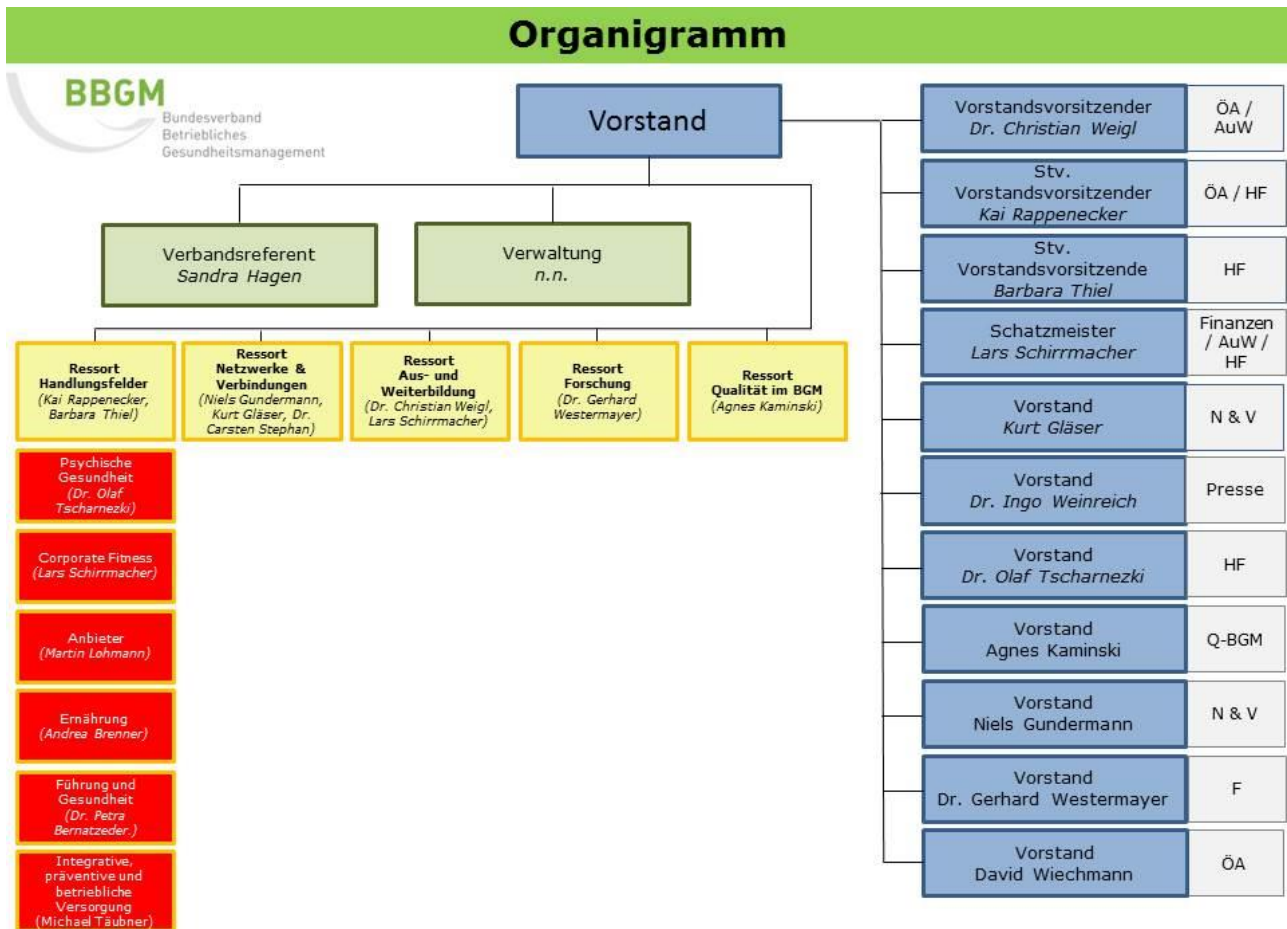 Organigramm
BBGM
Bundesverband
Betriebliches
Gesundheitsmanagement
Vorstand
Verbandsreferent
Sandra Hagen
Verwaltung
n.n.
Ressort
Handlungsfelder
(Kai Rappenecker,
Barbara Thiel)
Ressort
Netzwerke &
Verbindungen
(Niels Gundermann,
Kurt Gläser, Dr.
Carsten Stephan)
Ressort
Aus- und
Weiterbildung
(Dr. Christian Weigl,
Lars Schirrmacher)
Ressort
Forschung
(Dr. Gerhard
Westermayer)
Ressort
Qualität im BGM
(Agnes Kaminski)
Psychische
Gesundheit
(Dr. Olaf
Tscharnezki)
Corporate Fitness
(Lars Schirrmacher)
Anbieter
(Martin Lohmann)
Ernährung
(Andrea Brenner)
Führung und
Gesundheit
(Dr. Petra
Bernatzeder.)
Integrative,
präventive und
betriebliche
Versorgung
(Michael Täubner)
Vorstandsvorsitzender
Dr. Christian Weigl
ÖA /
AuW
Stv.
Vorstandsvorsitzender
Kai Rappenecker
ÖA / HF
Stv.
Vorstandsvorsitzende
Barbara Thiel
HF
Schatzmeister
Lars Schirrmacher
Finanzen
/ AuW /
HF
Vorstand
Kurt Gläser
N & V
Vorstand
Dr. Ingo Weinreich
Presse
Vorstand
Dr. Olaf Tscharnezki
HF
Vorstand
Agnes Kaminski
Q-BGM
Vorstand
Niels Gundermann
N & V
Vorstand
Dr. Gerhard Westermayer
F
Vorstand
David Wiechmann
ÖA